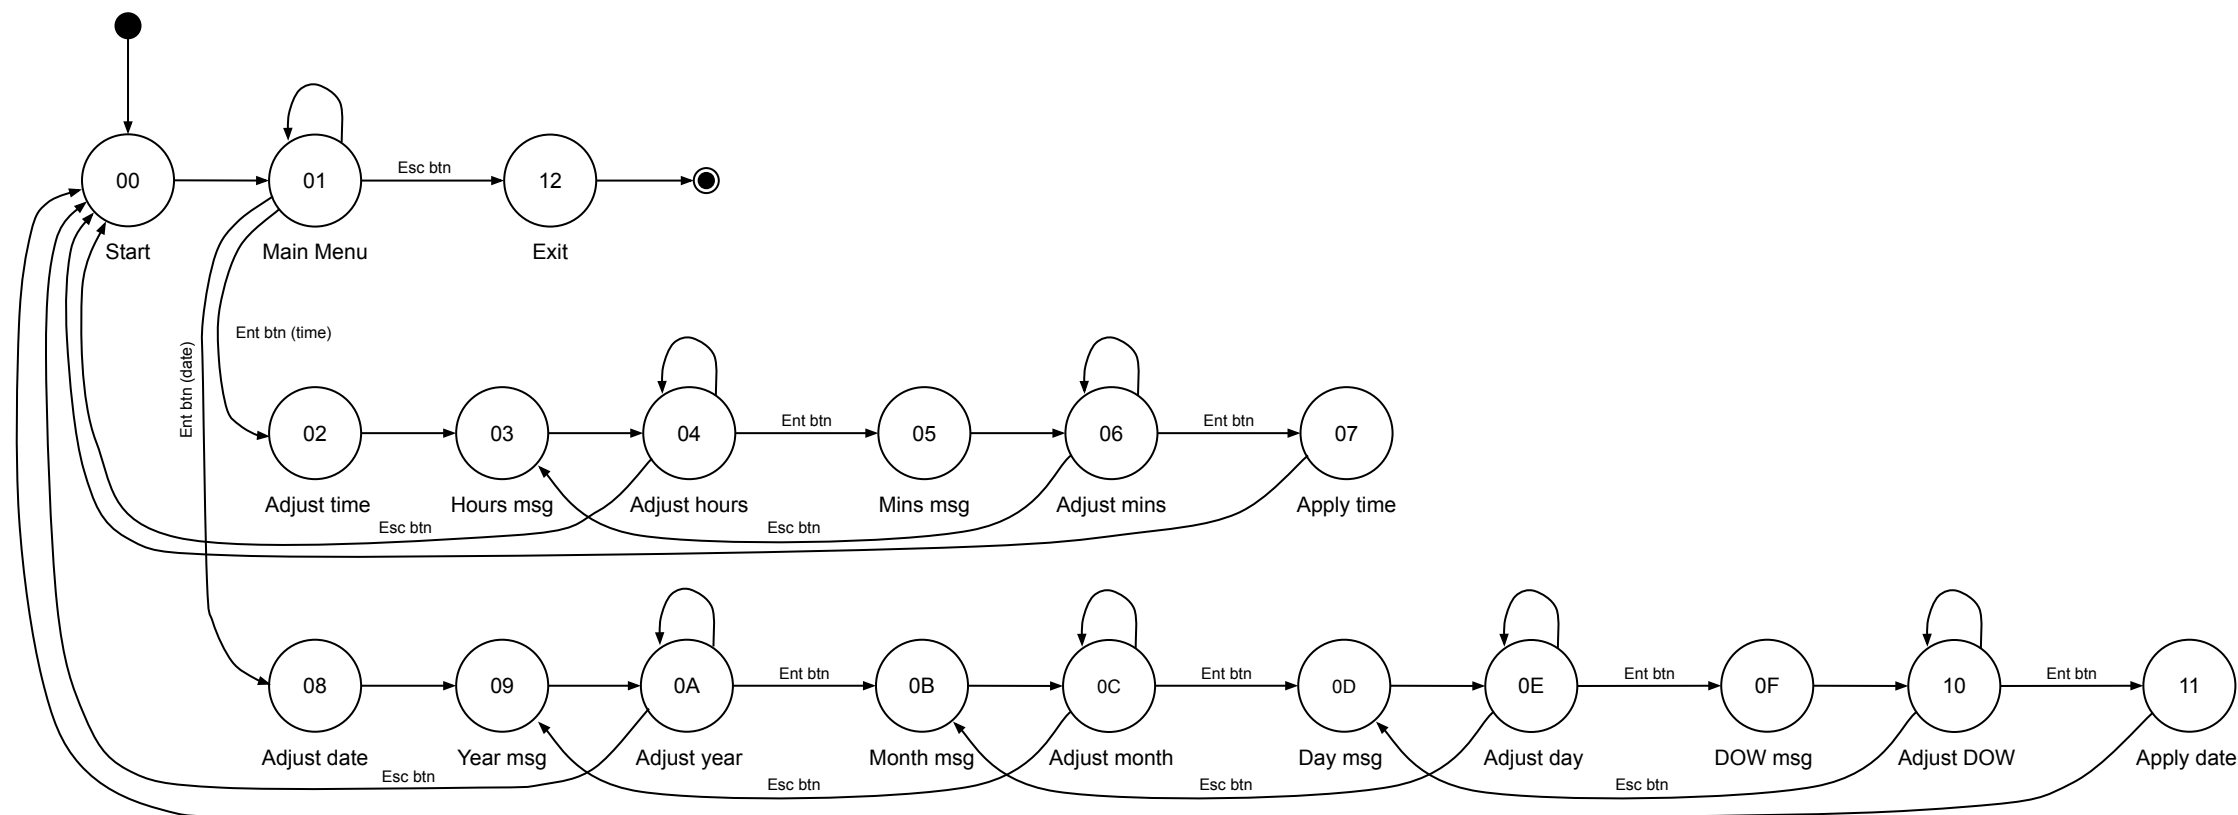 00
01
Esc btn
12
Start
Main Menu
Exit
Ent btn (time)
Ent btn (date)
02
03
04
Ent btn
05
06
Ent btn
07
Adjust time
Hours msg
Adjust hours
Mins msg
Adjust mins
Apply time
Esc btn
Esc btn
08
09
0A
Ent btn
0B
0C
Ent btn
0D
0E
Ent btn
0F
10
Ent btn
11
Adjust date
Year msg
Adjust year
Month msg
Adjust month
Day msg
Adjust day
DOW msg
Adjust DOW
Apply date
Esc btn
Esc btn
Esc btn
Esc btn